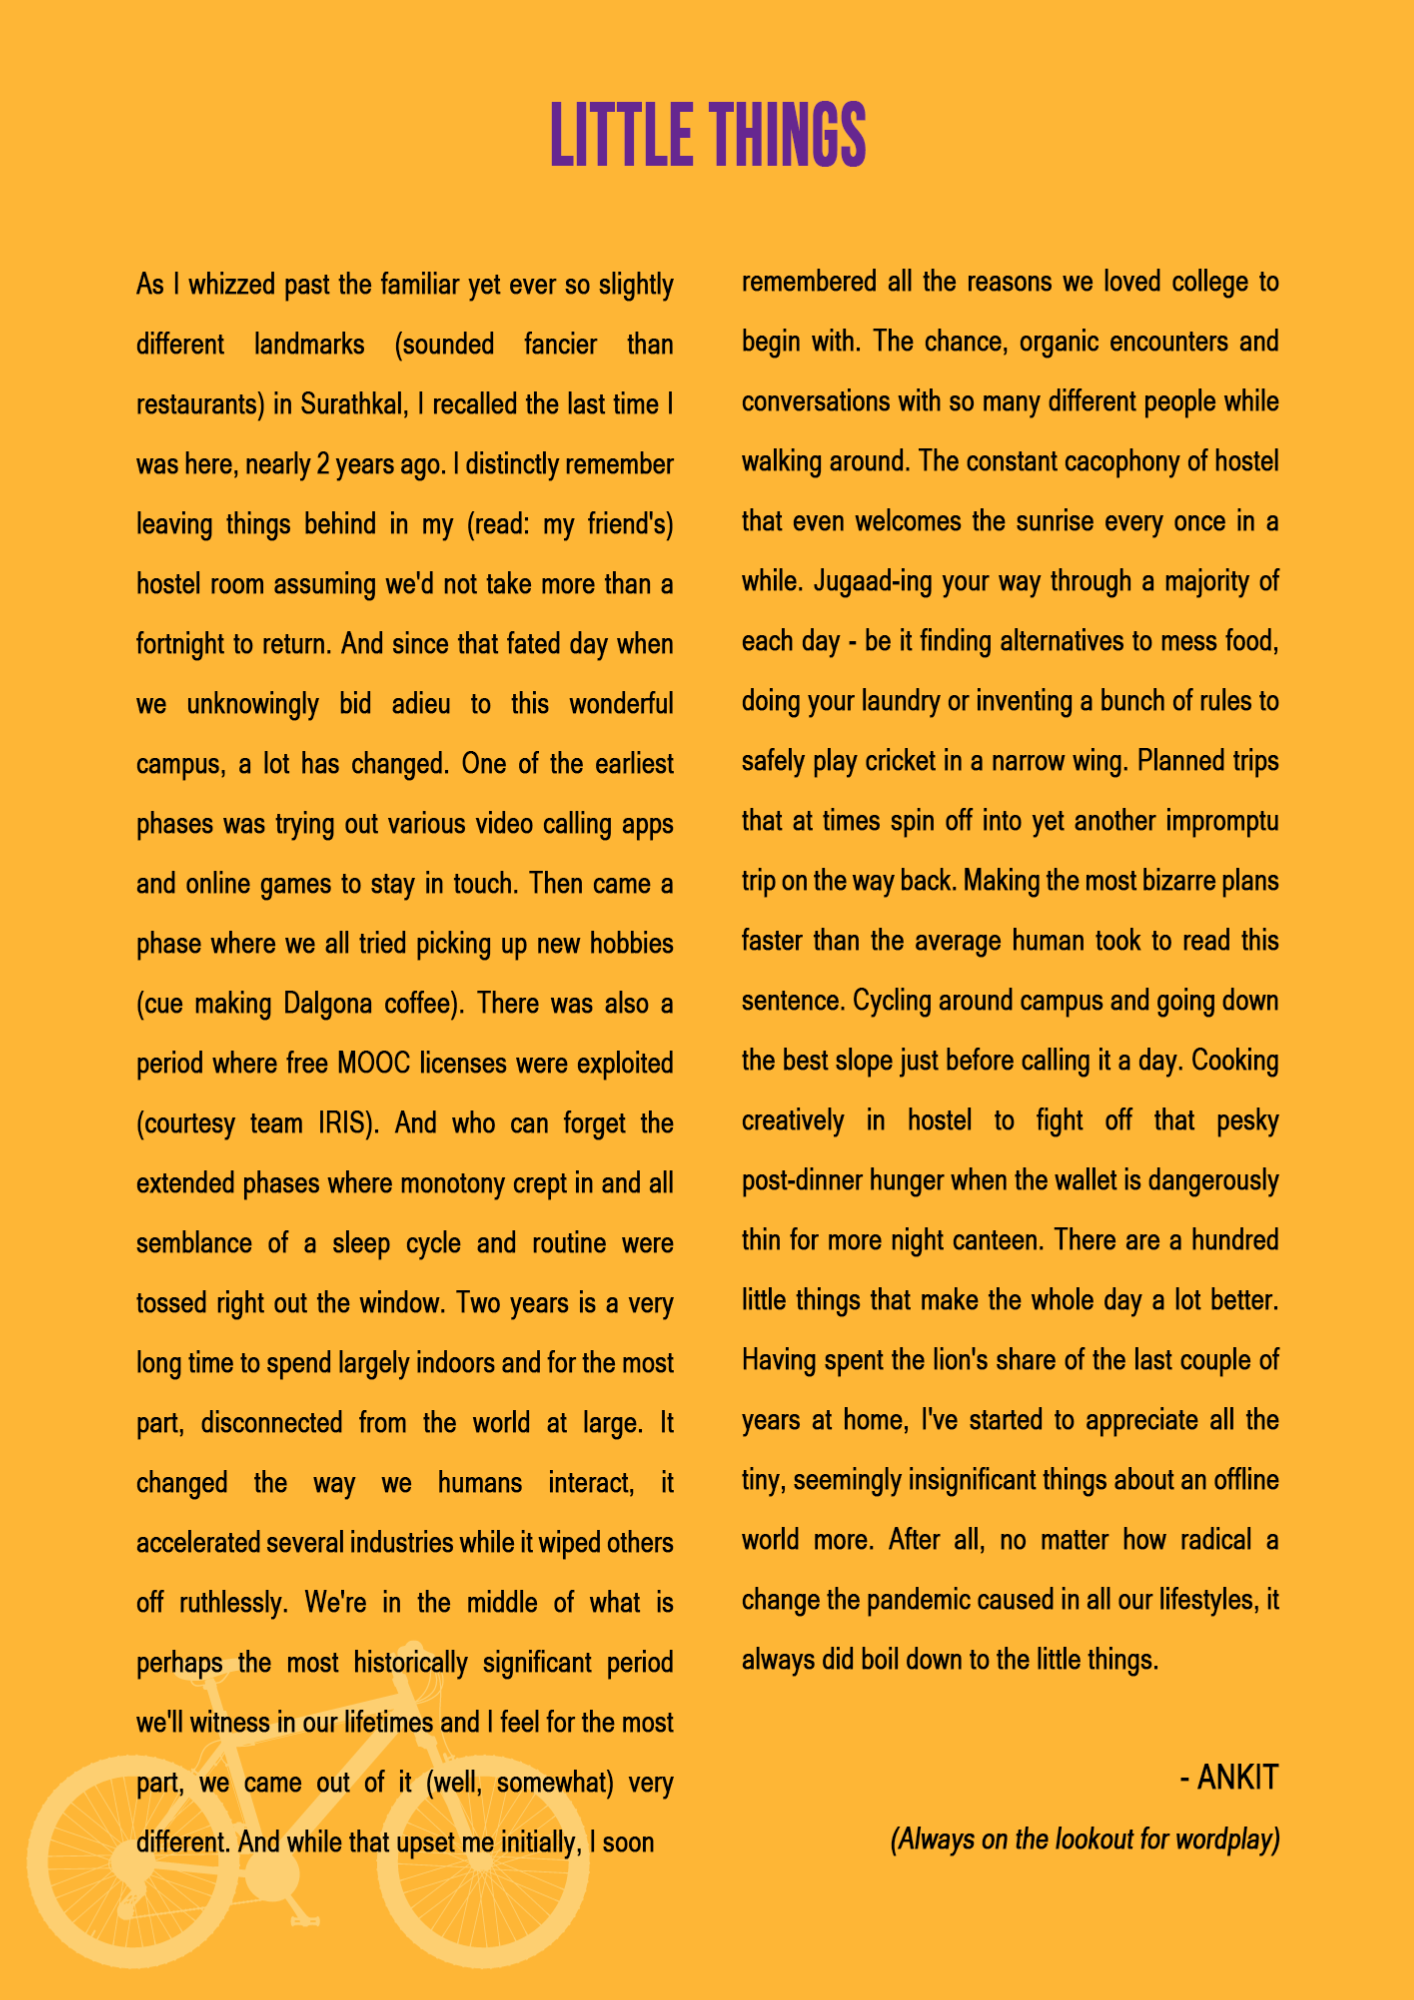 LITTLE THINGS
As I whizzed past the familiar yet ever so slightly
different landmarks (sounded fancier than
restaurants) in Surathkal, I recalled the last time I
was here, nearly 2 years ago. I distinctly remember
leaving things behind in my (read: my friend's)
hostel room assuming we'd not take more than a
fortnight to return. And since that fated day when
we unknowingly bid adieu to this wonderful
campus, a lot has changed. One of the earliest
phases was trying out various video calling apps
and online games to stay in touch. Then came a
phase where we all tried picking up new hobbies
(cue making Dalgona coffee). There was also a
period where free MOOC licenses were exploited
(courtesy team IRIS). And who can forget the
extended phases where monotony crept in and all
semblance of a sleep cycle and routine were
tossed right out the window. Two years is a very
long time to spend largely indoors and for the most
part, disconnected from the world at large. It
changed the way we humans interact, it
accelerated several industries while it wiped others
off ruthlessly. We're in the middle of what is
perhaps the most historically significant period
we'll witness in our lifetimes and I feel for the most
part, we came out of it (well, somewhat) very
different. And while that upset me initially, I soon
remembered all the reasons we loved college to
begin with. The chance, organic encounters and
conversations with so many different people while
walking around. The constant cacophony of hostel
that even welcomes the sunrise every once in a
while. Jugaad-ing your way through a majority of
each day - be it finding alternatives to mess food,
doing your laundry or inventing a bunch of rules to
safely play cricket in a narrow wing. Planned trips
that at times spin off into yet another impromptu
trip on the way back. Making the most bizarre plans
faster than the average human took to read this
sentence. Cycling around campus and going down
the best slope just before calling it a day. Cooking
creatively in hostel to fight off that pesky
post-dinner hunger when the wallet is dangerously
thin for more night canteen. There are a hundred
little things that make the whole day a lot better.
Having spent the lion's share of the last couple of
years at home, I've started to appreciate all the
tiny, seemingly insignificant things about an offline
world more. After all, no matter how radical a
change the pandemic caused in all our lifestyles, it
always did boil down to the little things.
- ANKIT
(Always on the lookout for wordplay)